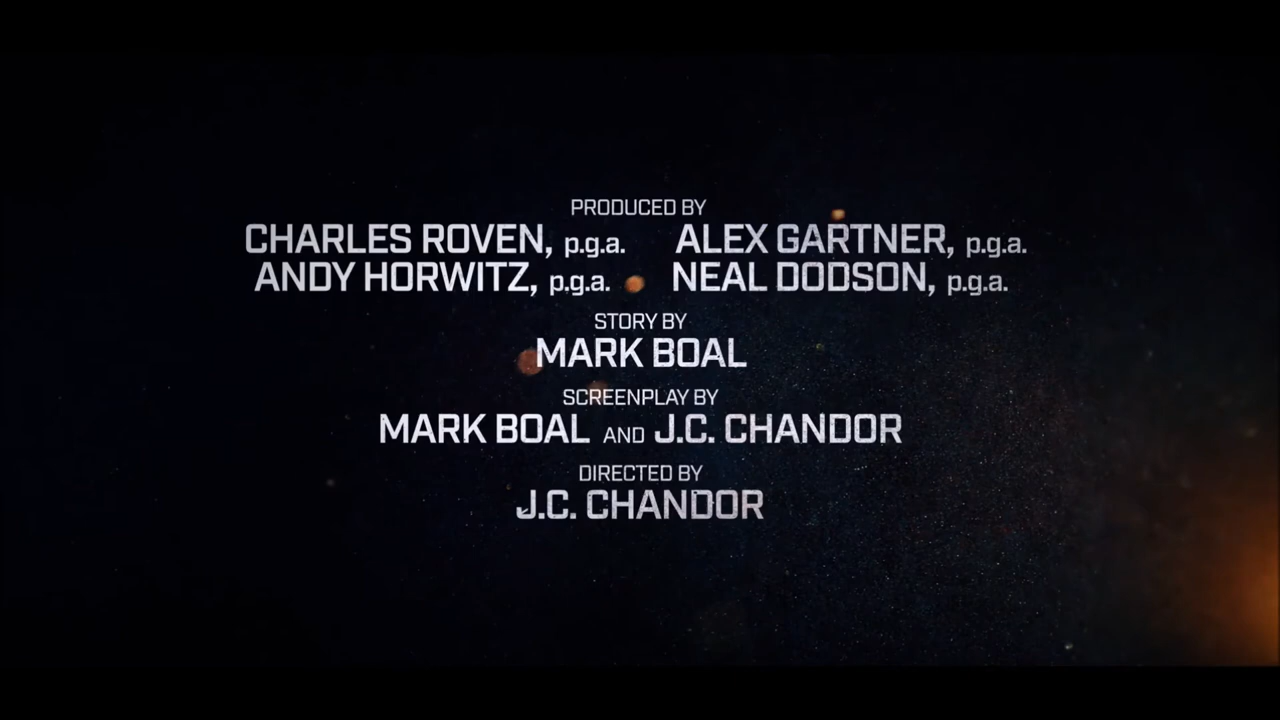 PRODUCED BY
CHARLES ROVEN, p.g.a. ALEX GARTNER, p.g.a.
ANDY HORWITZ, p.g.a. NEAL DODSON, p.g.a.
STORY BY
MARK BOAL
SCREENPLAY BY
MARK BOAL AND J.C. CHANDOR
DIRECTED BY
J.C. CHANDOR